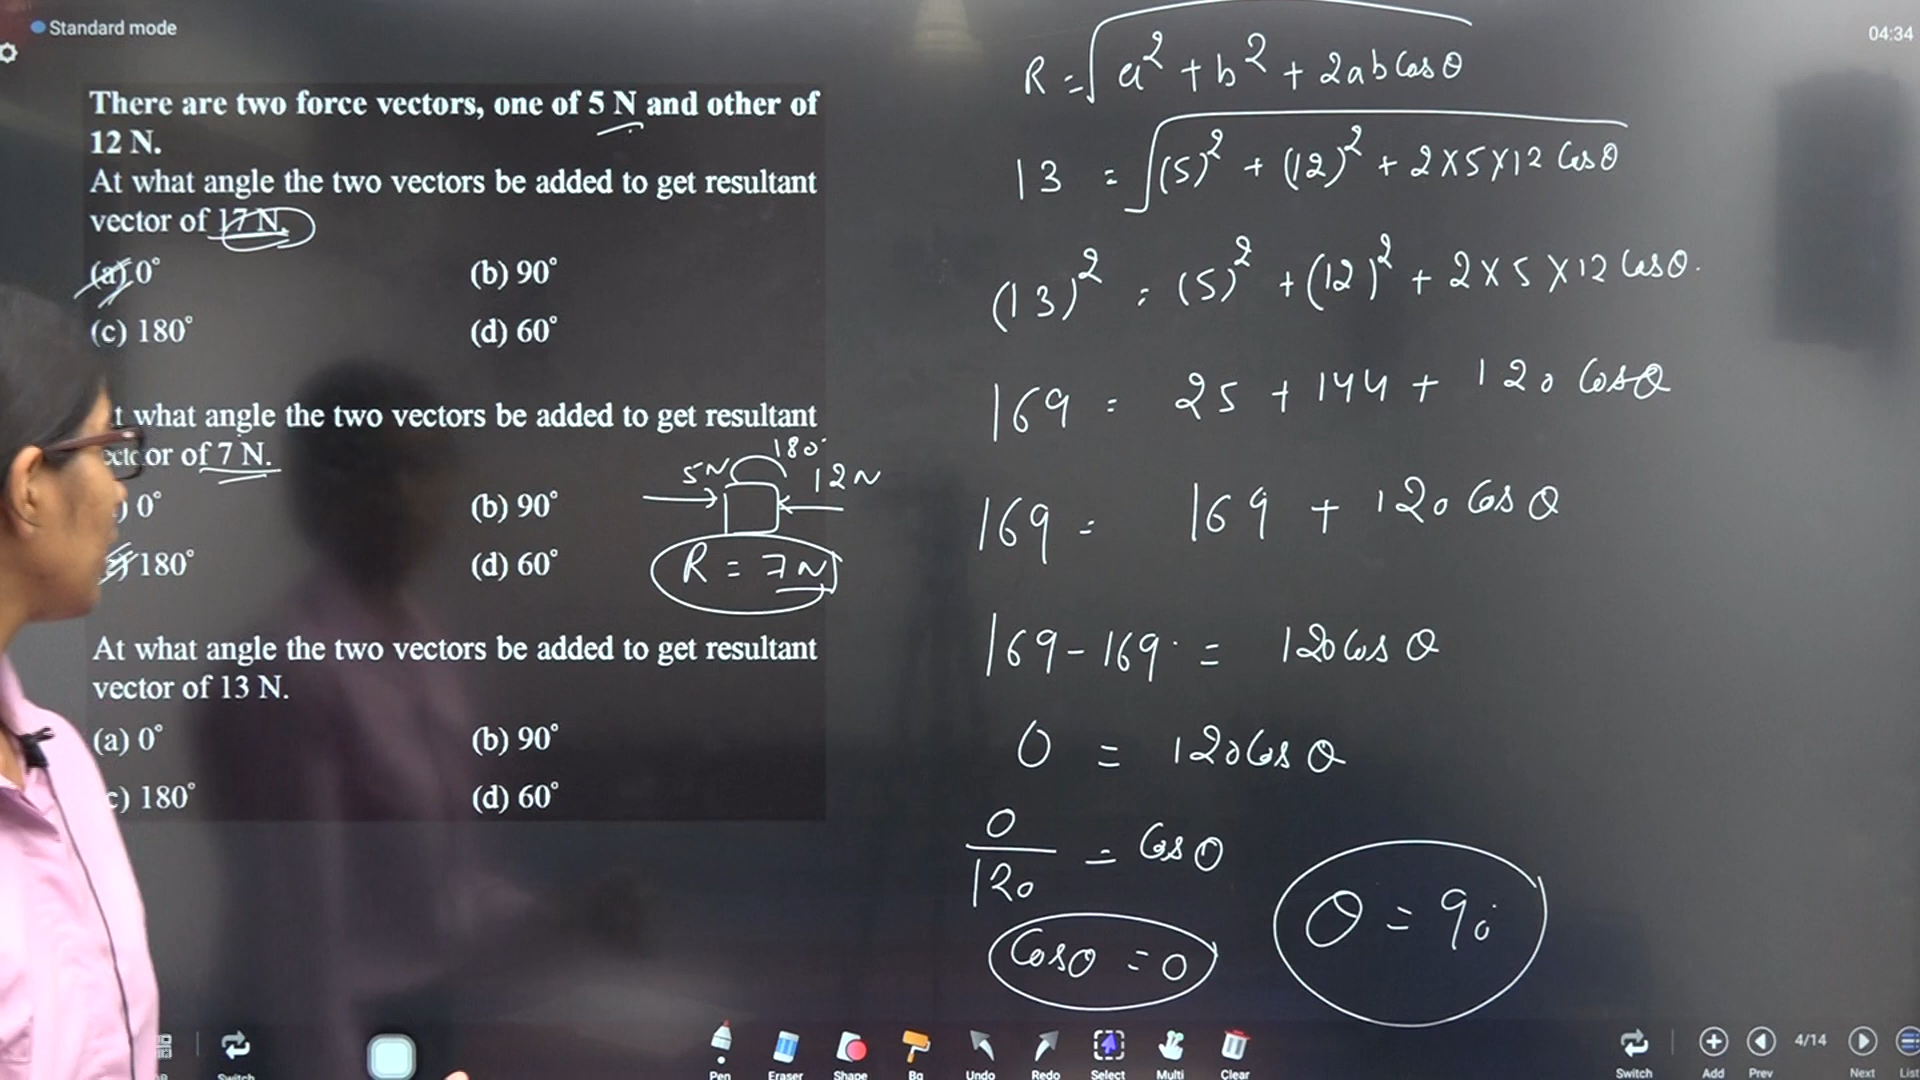 Standard mode
04:34
There are two force vectors, one of 5 N and other of
12 N.
At what angle the two vectors be added to get resultant
vector of 17 N.
(a) 0°
(b) 90°
(c) 180°
(d) 60°
t what angle the two vectors be added to get resultant
or of 7 N.
) 0°
(b) 90°
180°
(d) 60°
5N
180°
12N
R = 7N
At what angle the two vectors be added to get resultant
vector of 13 N.
(a) 0°
(b) 90°
c) 180°
(d) 60°
R = √a² + b² + 2ab Cos θ
13 = √(5)² + (12)² + 2×5×12 Cos θ
(13)² = (5)² + (12)² + 2×5×12 Cos θ.
169 = 25 + 144 + 120 Cos θ
169 = 169 + 120 Cos θ
169 - 169 = 120 Cos θ
0 = 120 Cos θ
0/120 = Cos θ
Cos θ = 0
θ = 90°
Switch
Pen
Eraser
Shape
Bg
Undo
Redo
Select
Multi
Clear
Switch
Add
Prev
4/14
Next
List